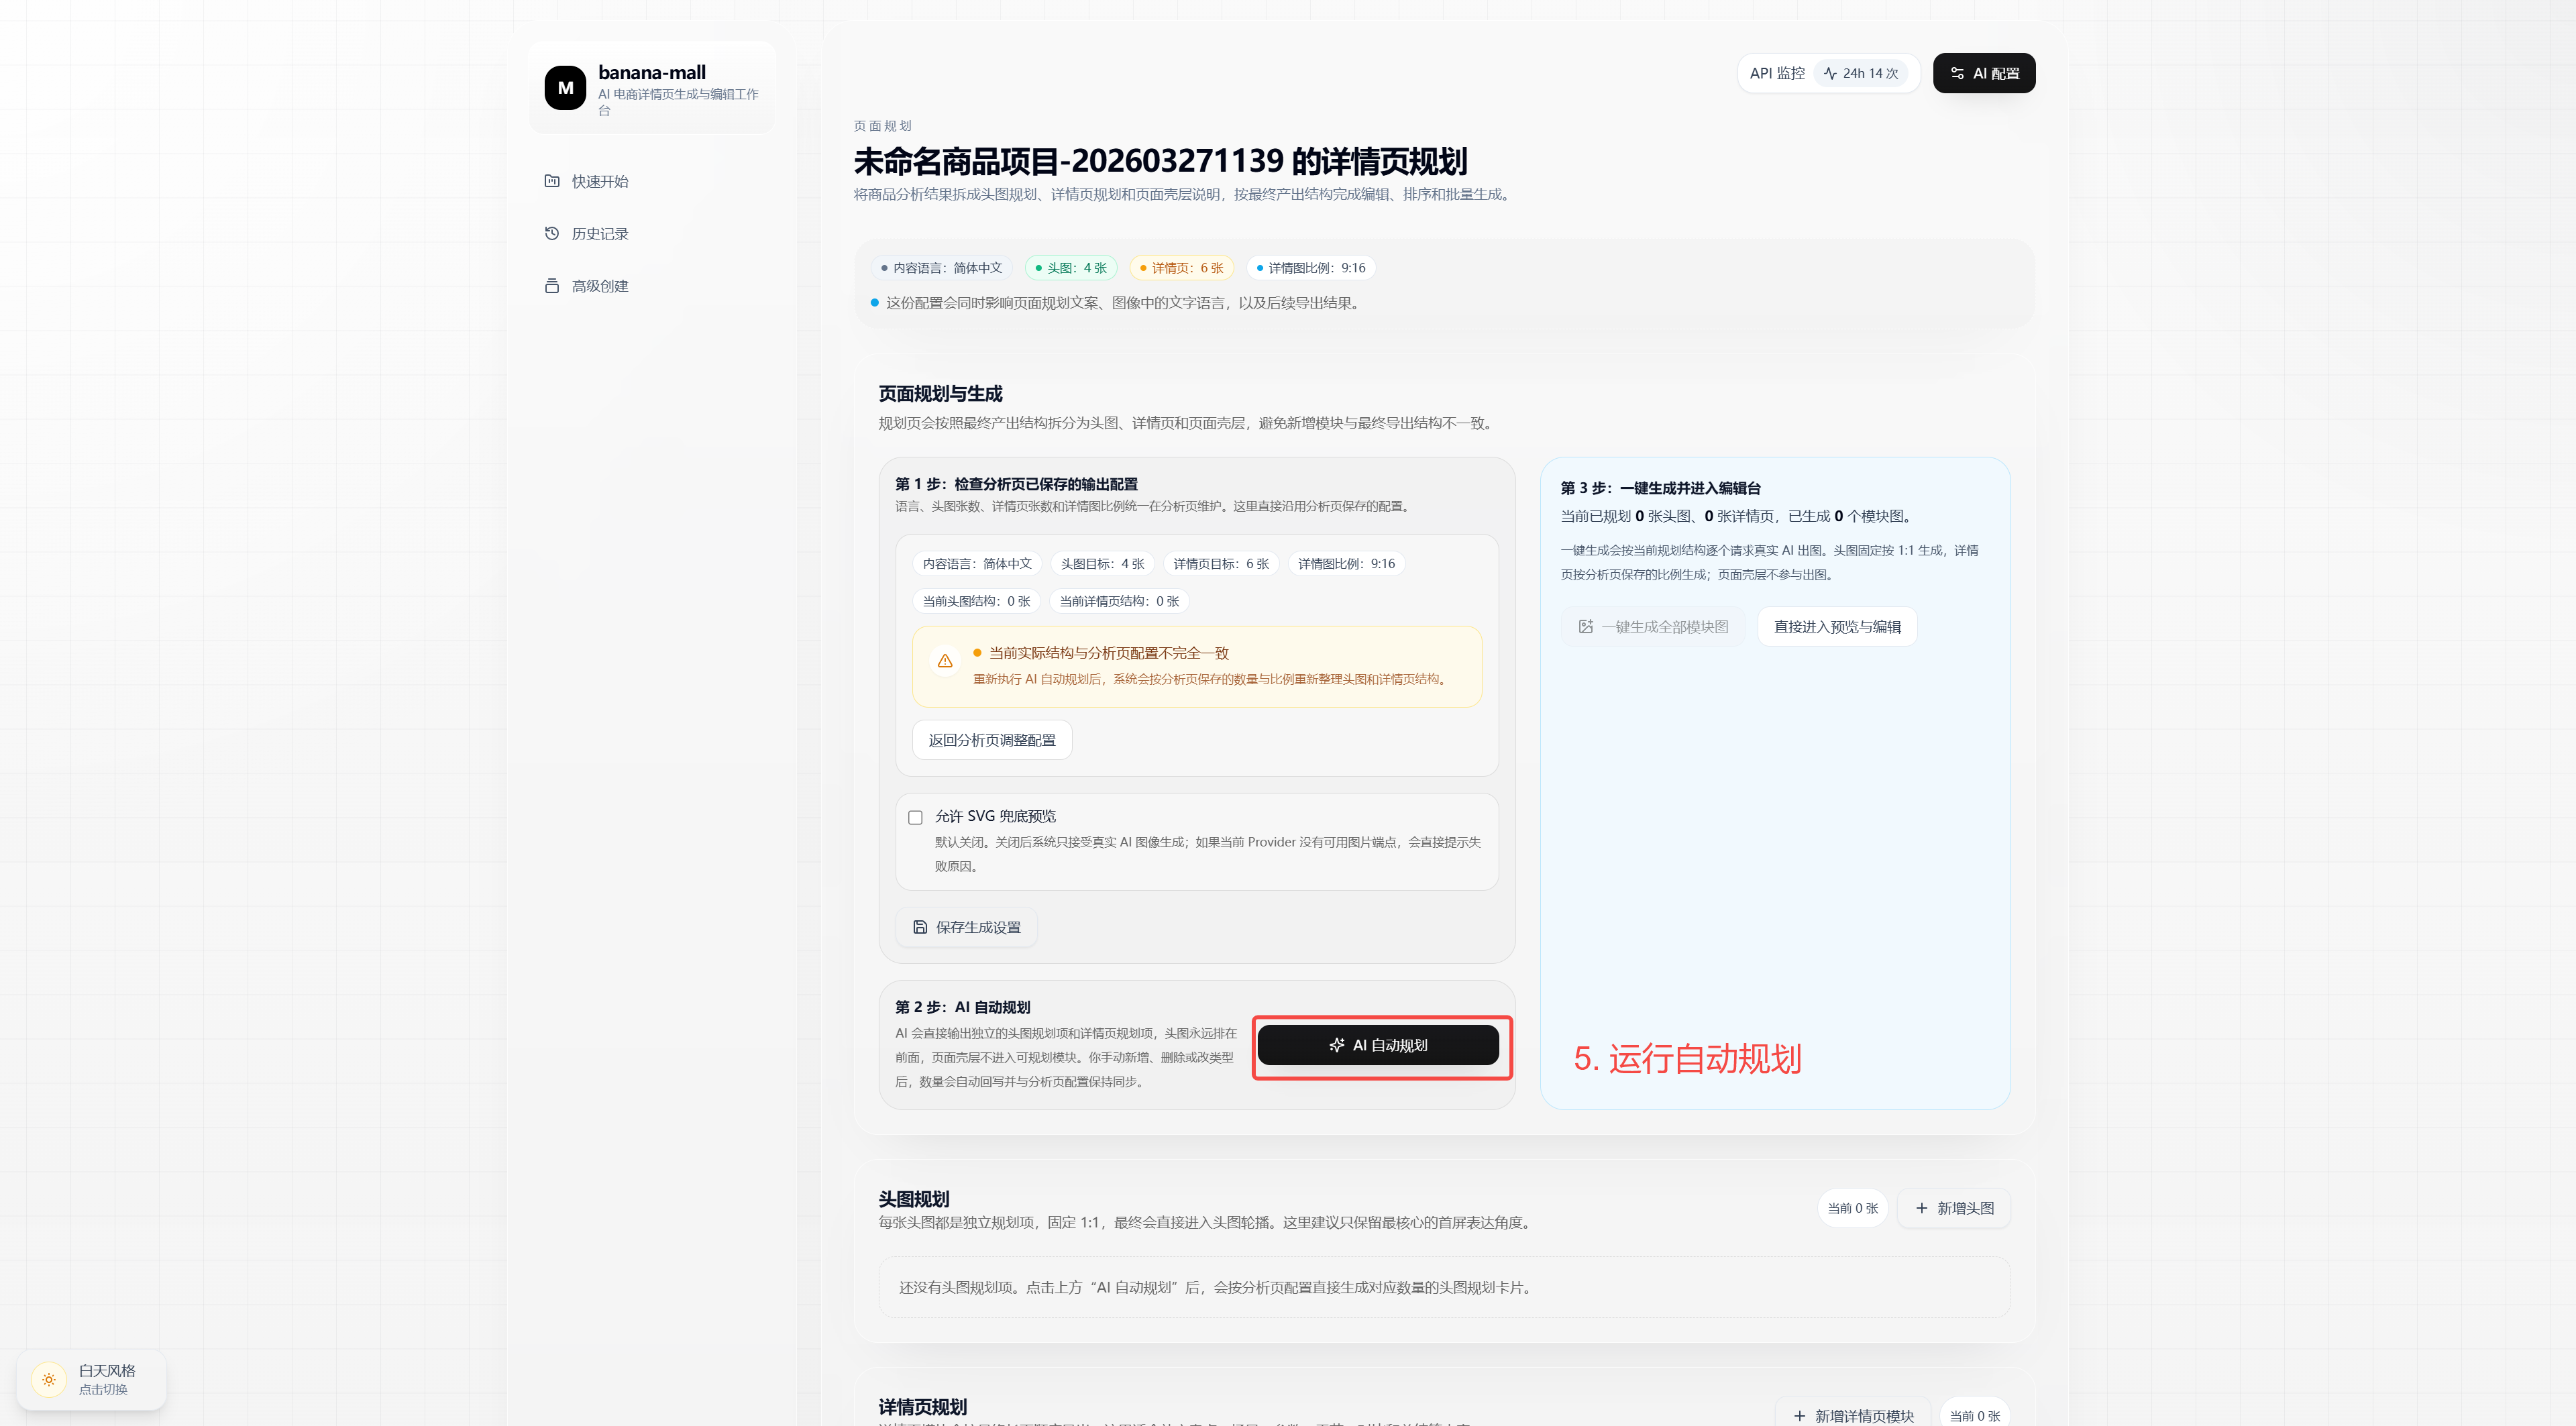 M
banana-mall
AI 电商详情页生成与编辑工作
台
快速开始
历史记录
高级创建
API 监控
24h 14 次
AI 配置
页面规划
未命名商品项目-202603271139 的详情页规划
将商品分析结果拆成头图规划、详情页规划和页面壳层说明，按最终产出结构完成编辑、排序和批量生成。
内容语言：简体中文
头图：4 张
详情页：6 张
详情图比例：9:16
这份配置会同时影响页面规划文案、图像中的文字语言，以及后续导出结果。
页面规划与生成
规划页会按照最终产出结构拆分为头图、详情页和页面壳层，避免新增模块与最终导出结构不一致。
第 1 步：检查分析页已保存的输出配置
语言、头图张数、详情页张数和详情图比例统一在分析页维护。这里直接沿用分析页保存的配置。
内容语言：简体中文
头图目标：4 张
详情页目标：6 张
详情图比例：9:16
当前头图结构：0 张
当前详情页结构：0 张
当前实际结构与分析页配置不完全一致
重新执行 AI 自动规划后，系统会按分析页保存的数量与比例重新整理头图和详情页结构。
返回分析页调整配置
允许 SVG 兜底预览
默认关闭。关闭后系统只接受真实 AI 图像生成；如果当前 Provider 没有可用图片端点，会直接提示失
败原因。
保存生成设置
第 2 步：AI 自动规划
AI 会直接输出独立的头图规划项和详情页规划项，头图永远排在
前面，页面壳层不进入可规划模块。你手动新增、删除或改类型
后，数量会自动回写并与分析页配置保持同步。
AI 自动规划
第 3 步：一键生成并进入编辑台
当前已规划 0 张头图、0 张详情页，已生成 0 个模块图。
一键生成会按当前规划结构逐个请求真实 AI 出图。头图固定按 1:1 生成，详情
页按分析页保存的比例生成；页面壳层不参与出图。
一键生成全部模块图
直接进入预览与编辑
5. 运行自动规划
头图规划
每张头图都是独立规划项，固定 1:1，最终会直接进入头图轮播。这里建议只保留最核心的首屏表达角度。
当前 0 张
新增头图
还没有头图规划项。点击上方“AI 自动规划”后，会按分析页配置直接生成对应数量的头图规划卡片。
详情页规划
新增详情页模块
当前 0 张
白天风格
点击切换